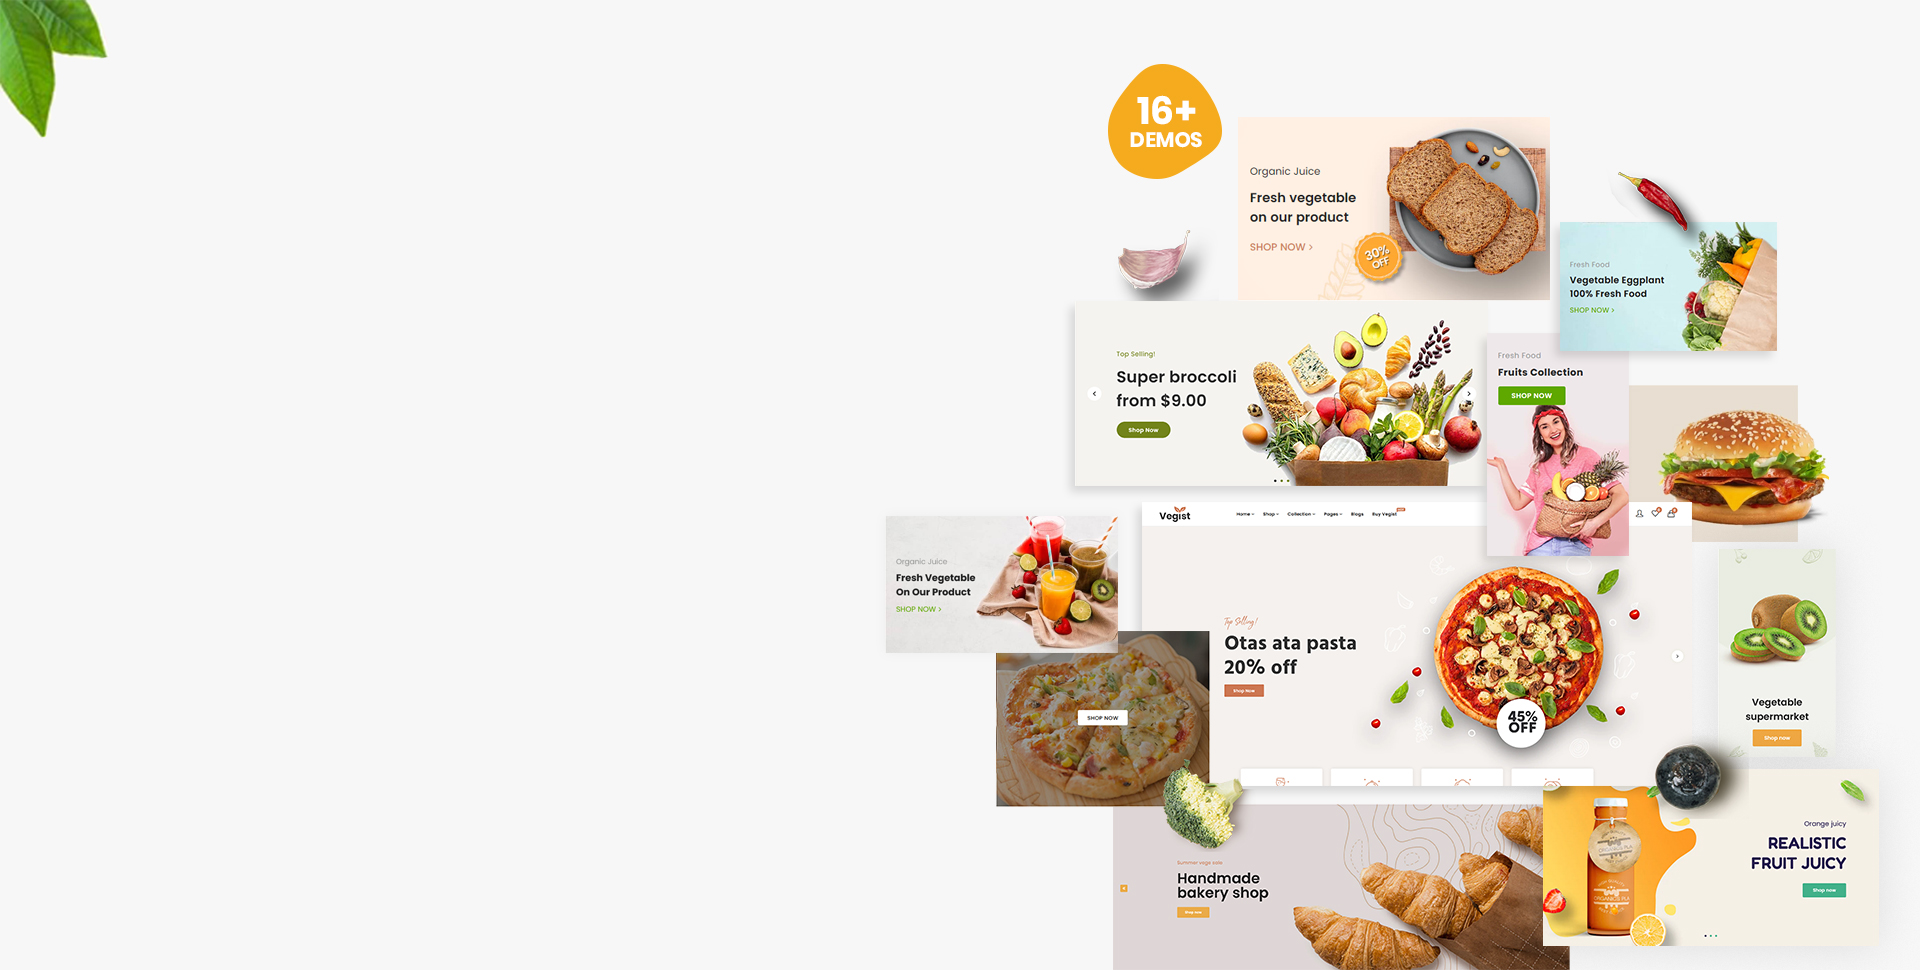 16+
DEMOS
Organic Juice
Fresh vegetable
on our product
SHOP NOW >
30%
OFF
Fresh Food
Vegetable Eggplant
100% Fresh Food
SHOP NOW >
Top Selling!
Super broccoli
from $9.00
Shop Now
Fresh Food
Fruits Collection
SHOP NOW
Vegist
Home Shop Collection Pages Blogs Buy Vegist
Organic Juice
Fresh Vegetable
On Our Product
SHOP NOW >
SHOP NOW
Top Selling!
Otas ata pasta
20% off
Shop Now
45%
OFF
Vegetable
supermarket
Shop now
Summer vege sale
Handmade
bakery shop
Shop now
Orange juicy
REALISTIC
FRUIT JUICY
Shop now